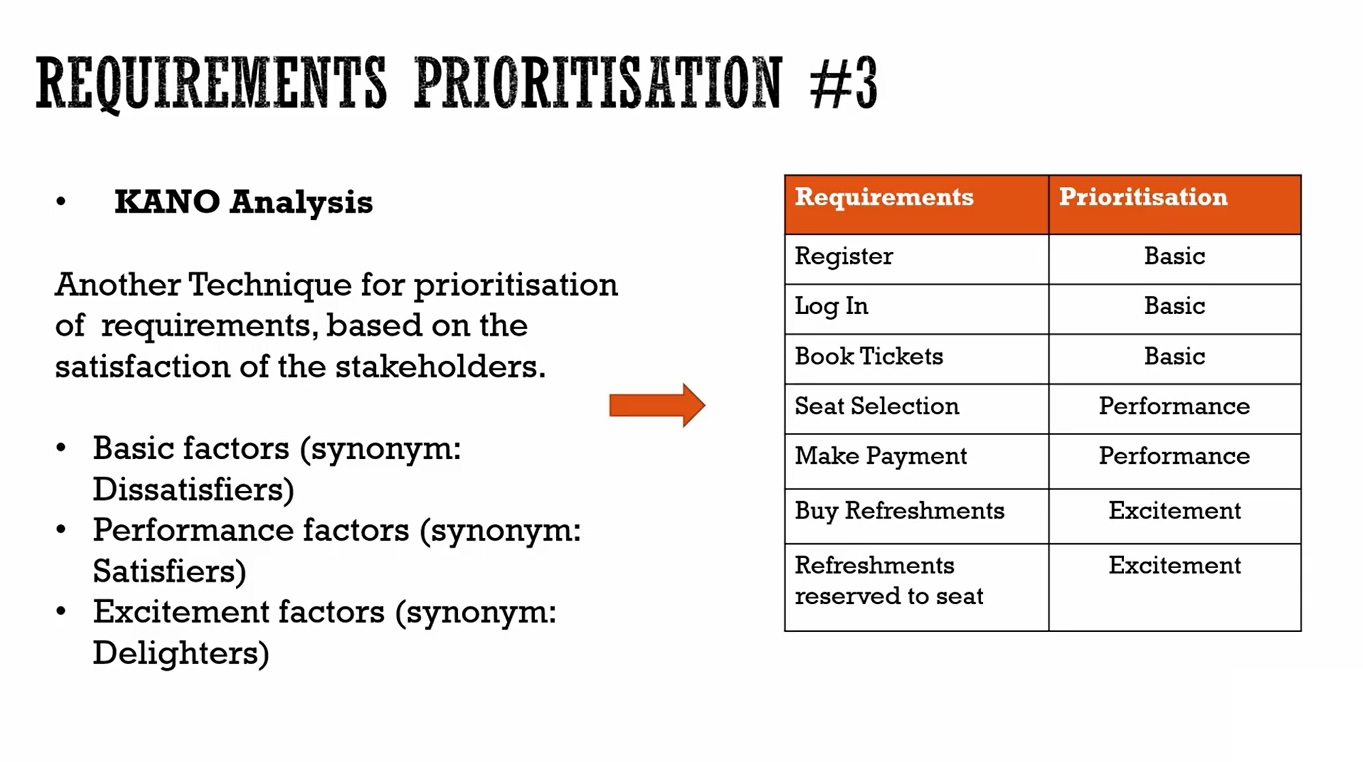 REQUIREMENTS PRIORITISATION #3
• KANO Analysis
Another Technique for prioritisation
of requirements, based on the
satisfaction of the stakeholders.
• Basic factors (synonym:
Dissatisfiers)
• Performance factors (synonym:
Satisfiers)
• Excitement factors (synonym:
Delighters)
Requirements Prioritisation
Register Basic
Log In Basic
Book Tickets Basic
Seat Selection Performance
Make Payment Performance
Buy Refreshments Excitement
Refreshments Excitement
reserved to seat